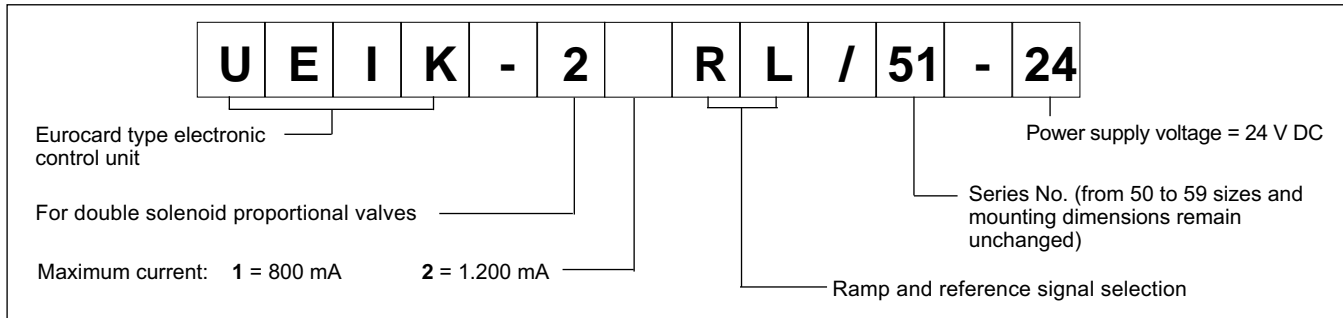 U E I K - 2 R L / 51 - 24
Eurocard type electronic
control unit
Power supply voltage = 24 V DC
For double solenoid proportional valves
Series No. (from 50 to 59 sizes and
mounting dimensions remain
unchanged)
Maximum current: 1 = 800 mA 2 = 1.200 mA
Ramp and reference signal selection